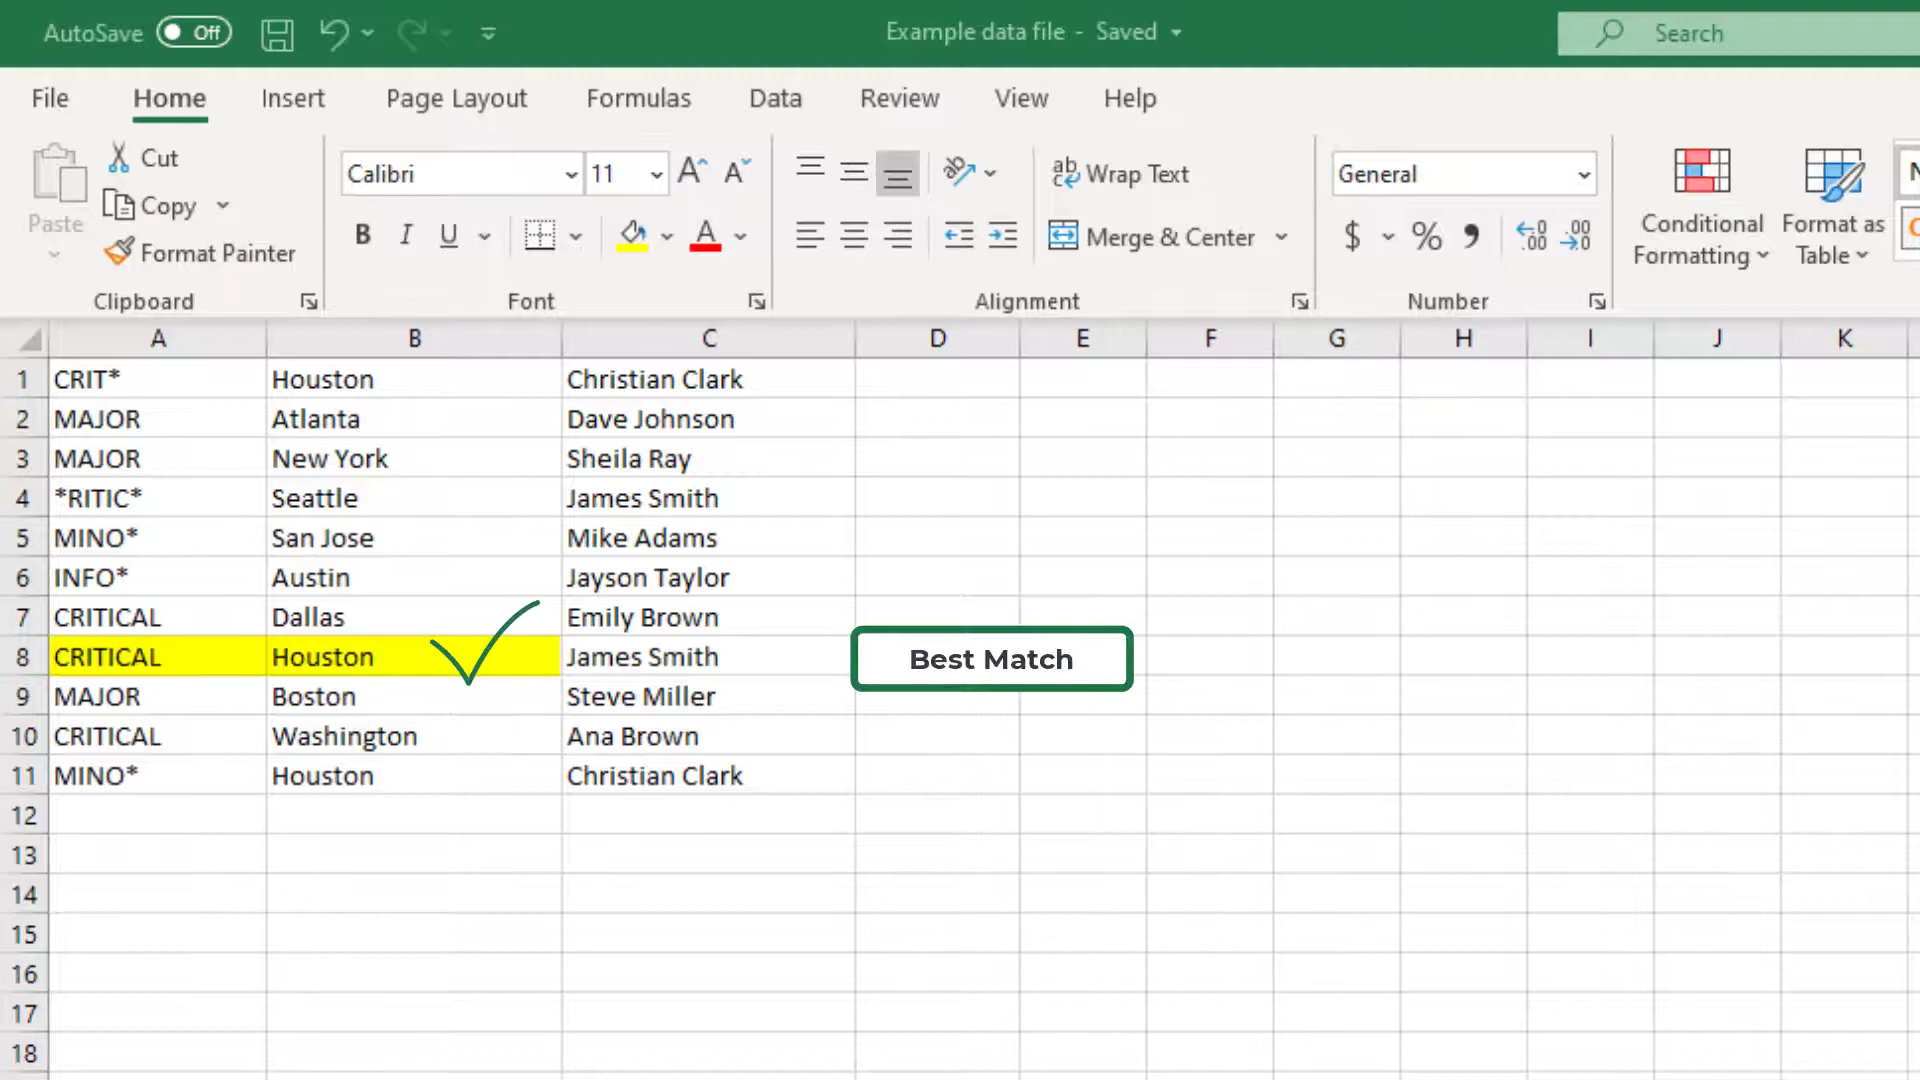 AutoSave Off Example data file - Saved Search
File Home Insert Page Layout Formulas Data Review View Help
Cut
Copy
Paste
Format Painter
Clipboard
Calibri 11
B I U A
Font
ab Wrap Text
Merge & Center
Alignment
General
$ % , .00 .00
Number
Conditional Formatting
Format as Table
A B C D E F G H I J K
1 CRIT* Houston Christian Clark
2 MAJOR Atlanta Dave Johnson
3 MAJOR New York Sheila Ray
4 *RITIC* Seattle James Smith
5 MINO* San Jose Mike Adams
6 INFO* Austin Jayson Taylor
7 CRITICAL Dallas Emily Brown
8 CRITICAL Houston James Smith Best Match
9 MAJOR Boston Steve Miller
10 CRITICAL Washington Ana Brown
11 MINO* Houston Christian Clark
12
13
14
15
16
17
18